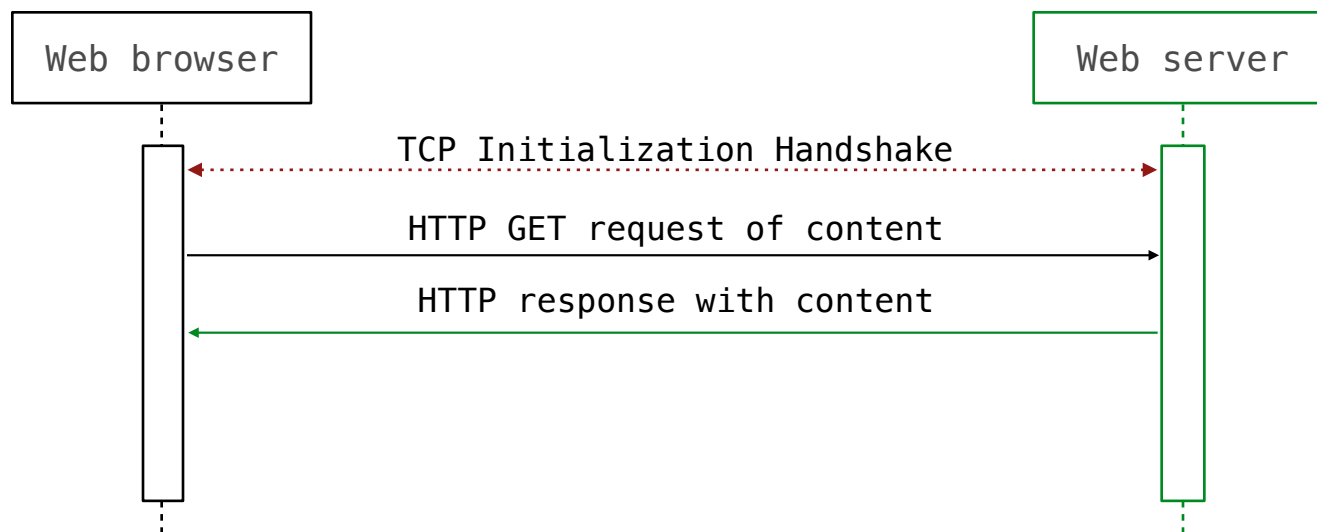 Web browser
Web server
TCP Initialization Handshake
HTTP GET request of content
HTTP response with content